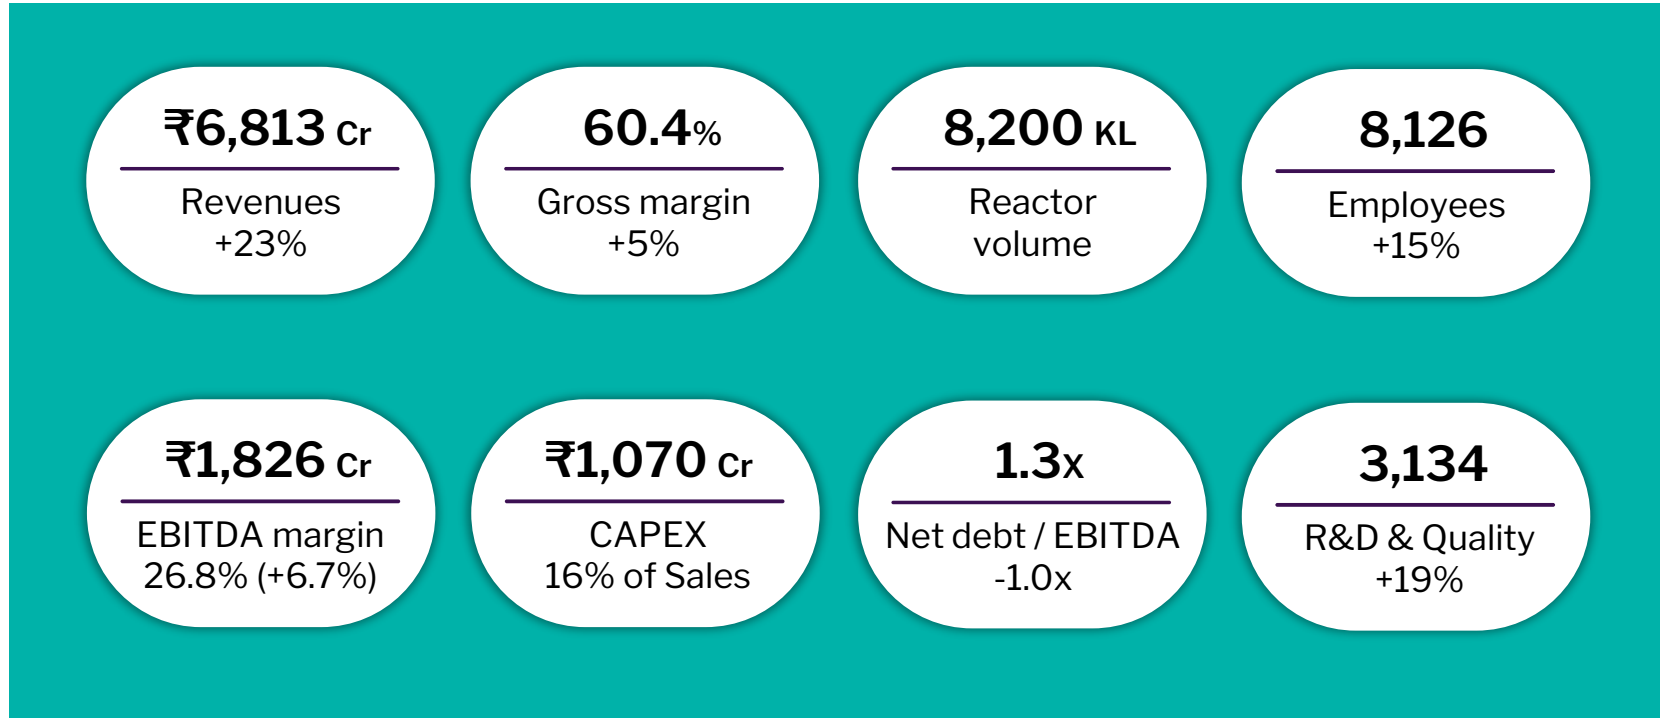 ₹6,813 Cr
Revenues
+23%
60.4%
Gross margin
+5%
8,200 KL
Reactor
volume
8,126
Employees
+15%
₹1,826 Cr
EBITDA margin
26.8% (+6.7%)
₹1,070 Cr
CAPEX
16% of Sales
1.3x
Net debt / EBITDA
-1.0x
3,134
R&D & Quality
+19%